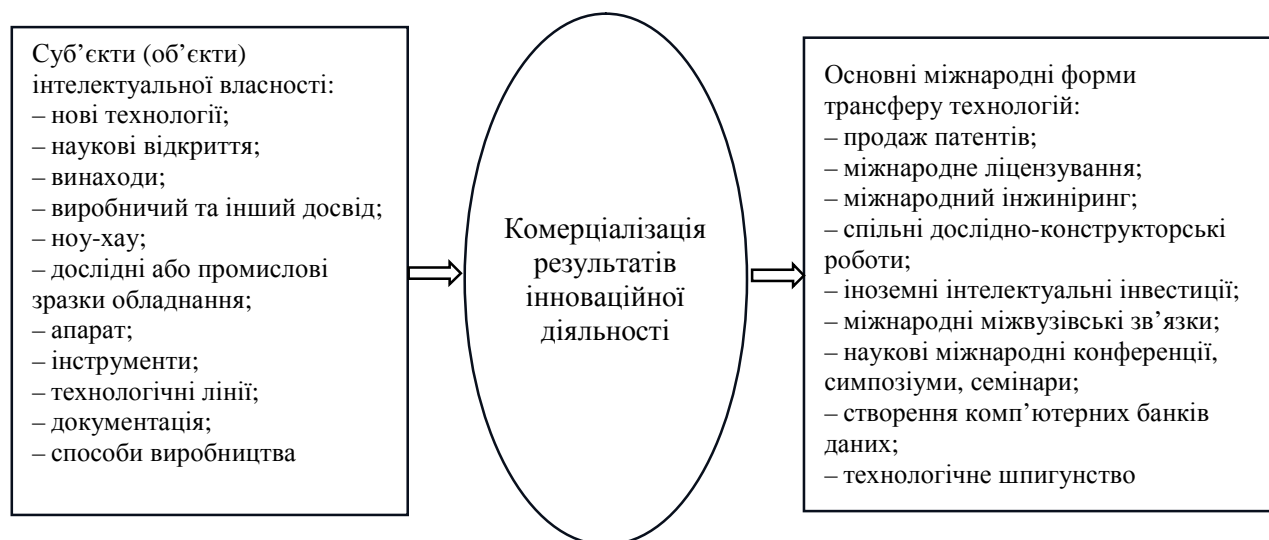 Суб’єкти (об’єкти)
інтелектуальної власності:
– нові технології;
– наукові відкриття;
– винаходи;
– виробничий та інший досвід;
– ноу-хау;
– дослідні або промислові
зразки обладнання;
– апарат;
– інструменти;
– технологічні лінії;
– документація;
– способи виробництва
Комерціалізація
результатів
інноваційної
діяльності
Основні міжнародні форми
трансферу технологій:
– продаж патентів;
– міжнародне ліцензування;
– міжнародний інжиніринг;
– спільні дослідно-конструкторські
роботи;
– іноземні інтелектуальні інвестиції;
– міжнародні міжвузівські зв’язки;
– наукові міжнародні конференції,
симпозіуми, семінари;
– створення комп’ютерних банків
даних;
– технологічне шпигунство